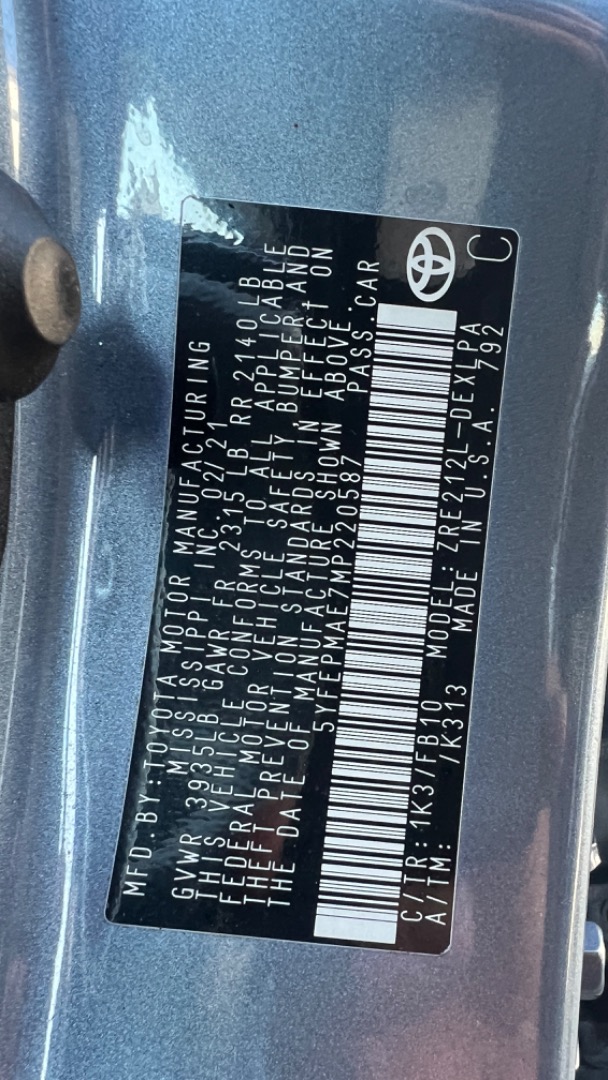 MFD.BY:TOYOTA MOTOR MANUFACTURING
MISSISSIPPI INC. 02/21
GVWR 3935LB GAWR FR 2315 LB RR 2140LB
THIS VEHICLE CONFORMS TO ALL APPLICABLE
FEDERAL MOTOR VEHICLE SAFETY BUMPER AND
THEFT PREVENTION STANDARDS IN EFFECT ON
THE DATE OF MANUFACTURE SHOWN ABOVE.
5YFEPMAE7MP220587 PASS.CAR
C/TR:1K3/FB10 MODEL:ZRE212L-DEXLPA
A/TM: /K313 MADE IN U.S.A. 792
C